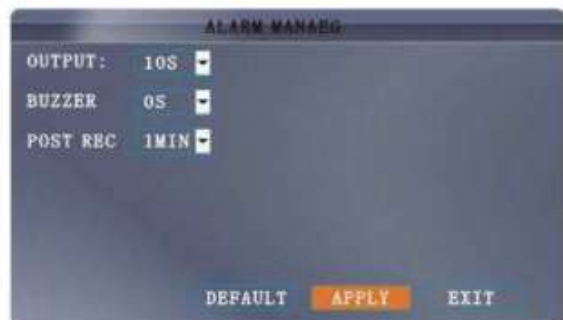 ALARM MANAEG
OUTPUT: 10S
BUZZER 0S
POST REC 1MIN
DEFAULT APPLY EXIT